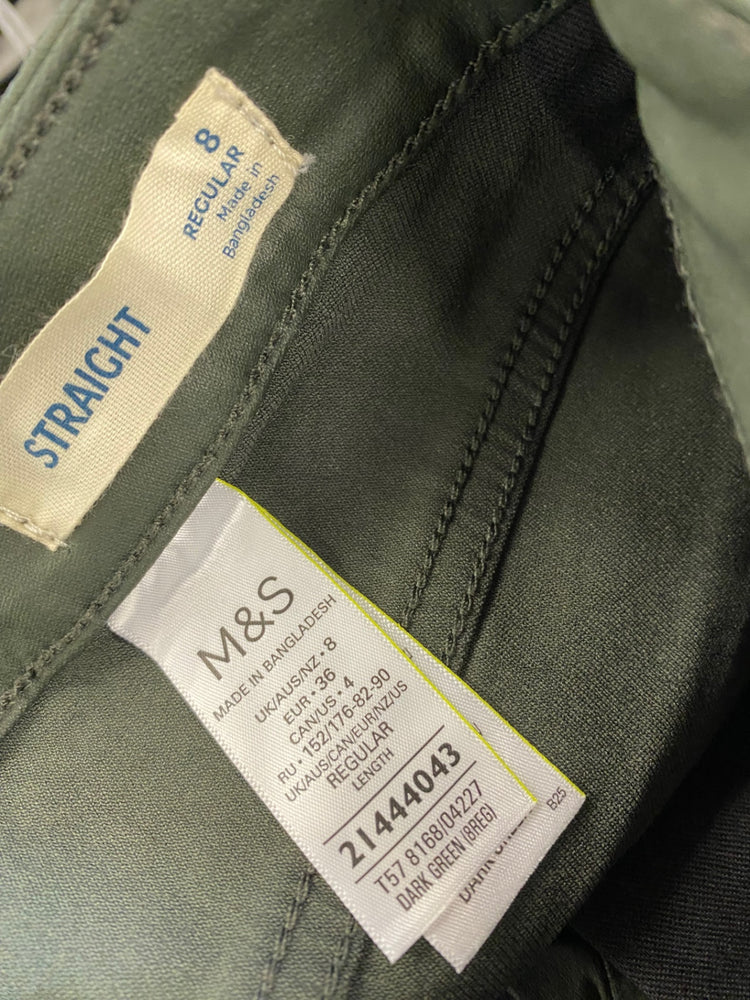 8
REGULAR
Made in
Bangladesh
STRAIGHT
M&S
MADE IN BANGLADESH
UK/AUS/NZ • 8
EUR • 36
CAN/US • 4
RU • 152/176-82-90
UK/AUS/CAN/EUR/NZ/US
REGULAR
LENGTH
21444043
T57 8168/04227
DARK GREEN (8REG)
B25